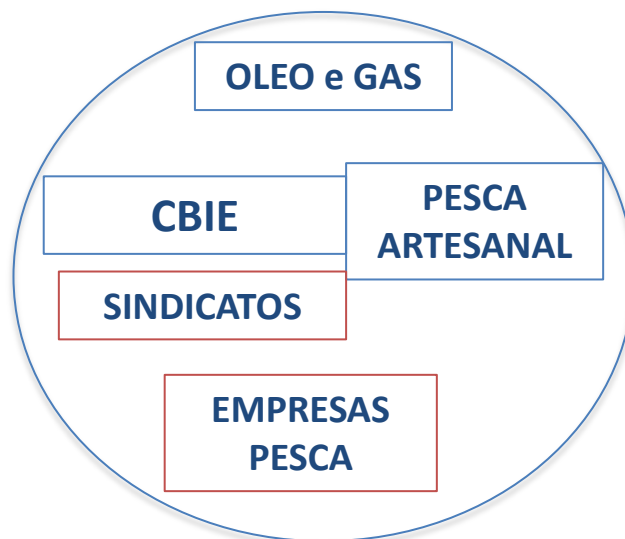 OLEO e GAS
CBIE
PESCA
ARTESANAL
SINDICATOS
EMPRESAS
PESCA